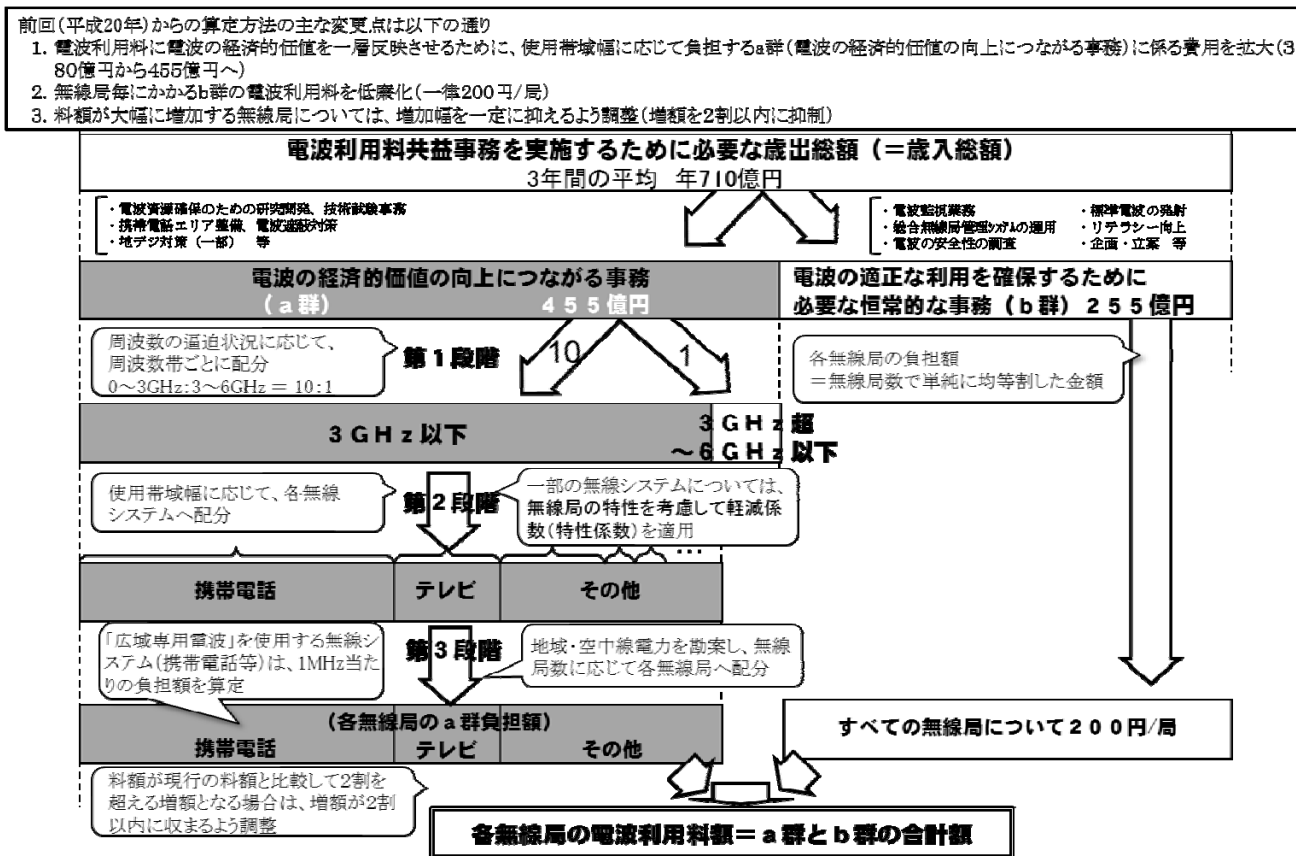 前回(平成20年)からの算定方法の主な変更点は以下の通り
1. 電波利用料に電波の経済的価値を一層反映させるために、使用帯域幅に応じて負担するa群(電波の経済的価値の向上につながる事務)に係る費用を拡大(3
80億円から455億円へ)
2. 無線局毎にかかるb群の電波利用料を低廉化(一律200円/局)
3. 料額が大幅に増加する無線局については、増加幅を一定に抑えるよう調整(増額を2割以内に抑制)
電波利用料共益事務を実施するために必要な歳出総額(=歳入総額)
3年間の平均 年710億円
・電波資源確保のための研究開発、技術試験事務
・携帯電話エリア整備、電波遮蔽対策
・地デジ対策(一部) 等
・電波監視業務 ・標準電波の発射
・総合無線局管理システムの運用 ・リテラシー向上
・電波の安全性の調査 ・企画・立案 等
電波の経済的価値の向上につながる事務
(a群) 455億円
電波の適正な利用を確保するために
必要な恒常的な事務(b群)255億円
周波数の逼迫状況に応じて、
周波数帯ごとに配分
0〜3GHz:3〜6GHz = 10:1
第1段階
10
1
各無線局の負担額
=無線局数で単純に均等割した金額
3GHz以下
3GHz超
〜6GHz以下
使用帯域幅に応じて、各無線
システムへ配分
第2段階
一部の無線システムについては、
無線局の特性を考慮して軽減係
数(特性係数)を適用
…
携帯電話 テレビ その他
「広域専用電波」を使用する無線シ
ステム(携帯電話等)は、1MHz当た
りの負担額を算定
第3段階
地域・空中線電力を勘案し、無線
局数に応じて各無線局へ配分
(各無線局のa群負担額)
携帯電話 テレビ その他
すべての無線局について200円/局
料額が現行の料額と比較して2割を
超える増額となる場合は、増額が2割
以内に収まるよう調整
各無線局の電波利用料額=a群とb群の合計額